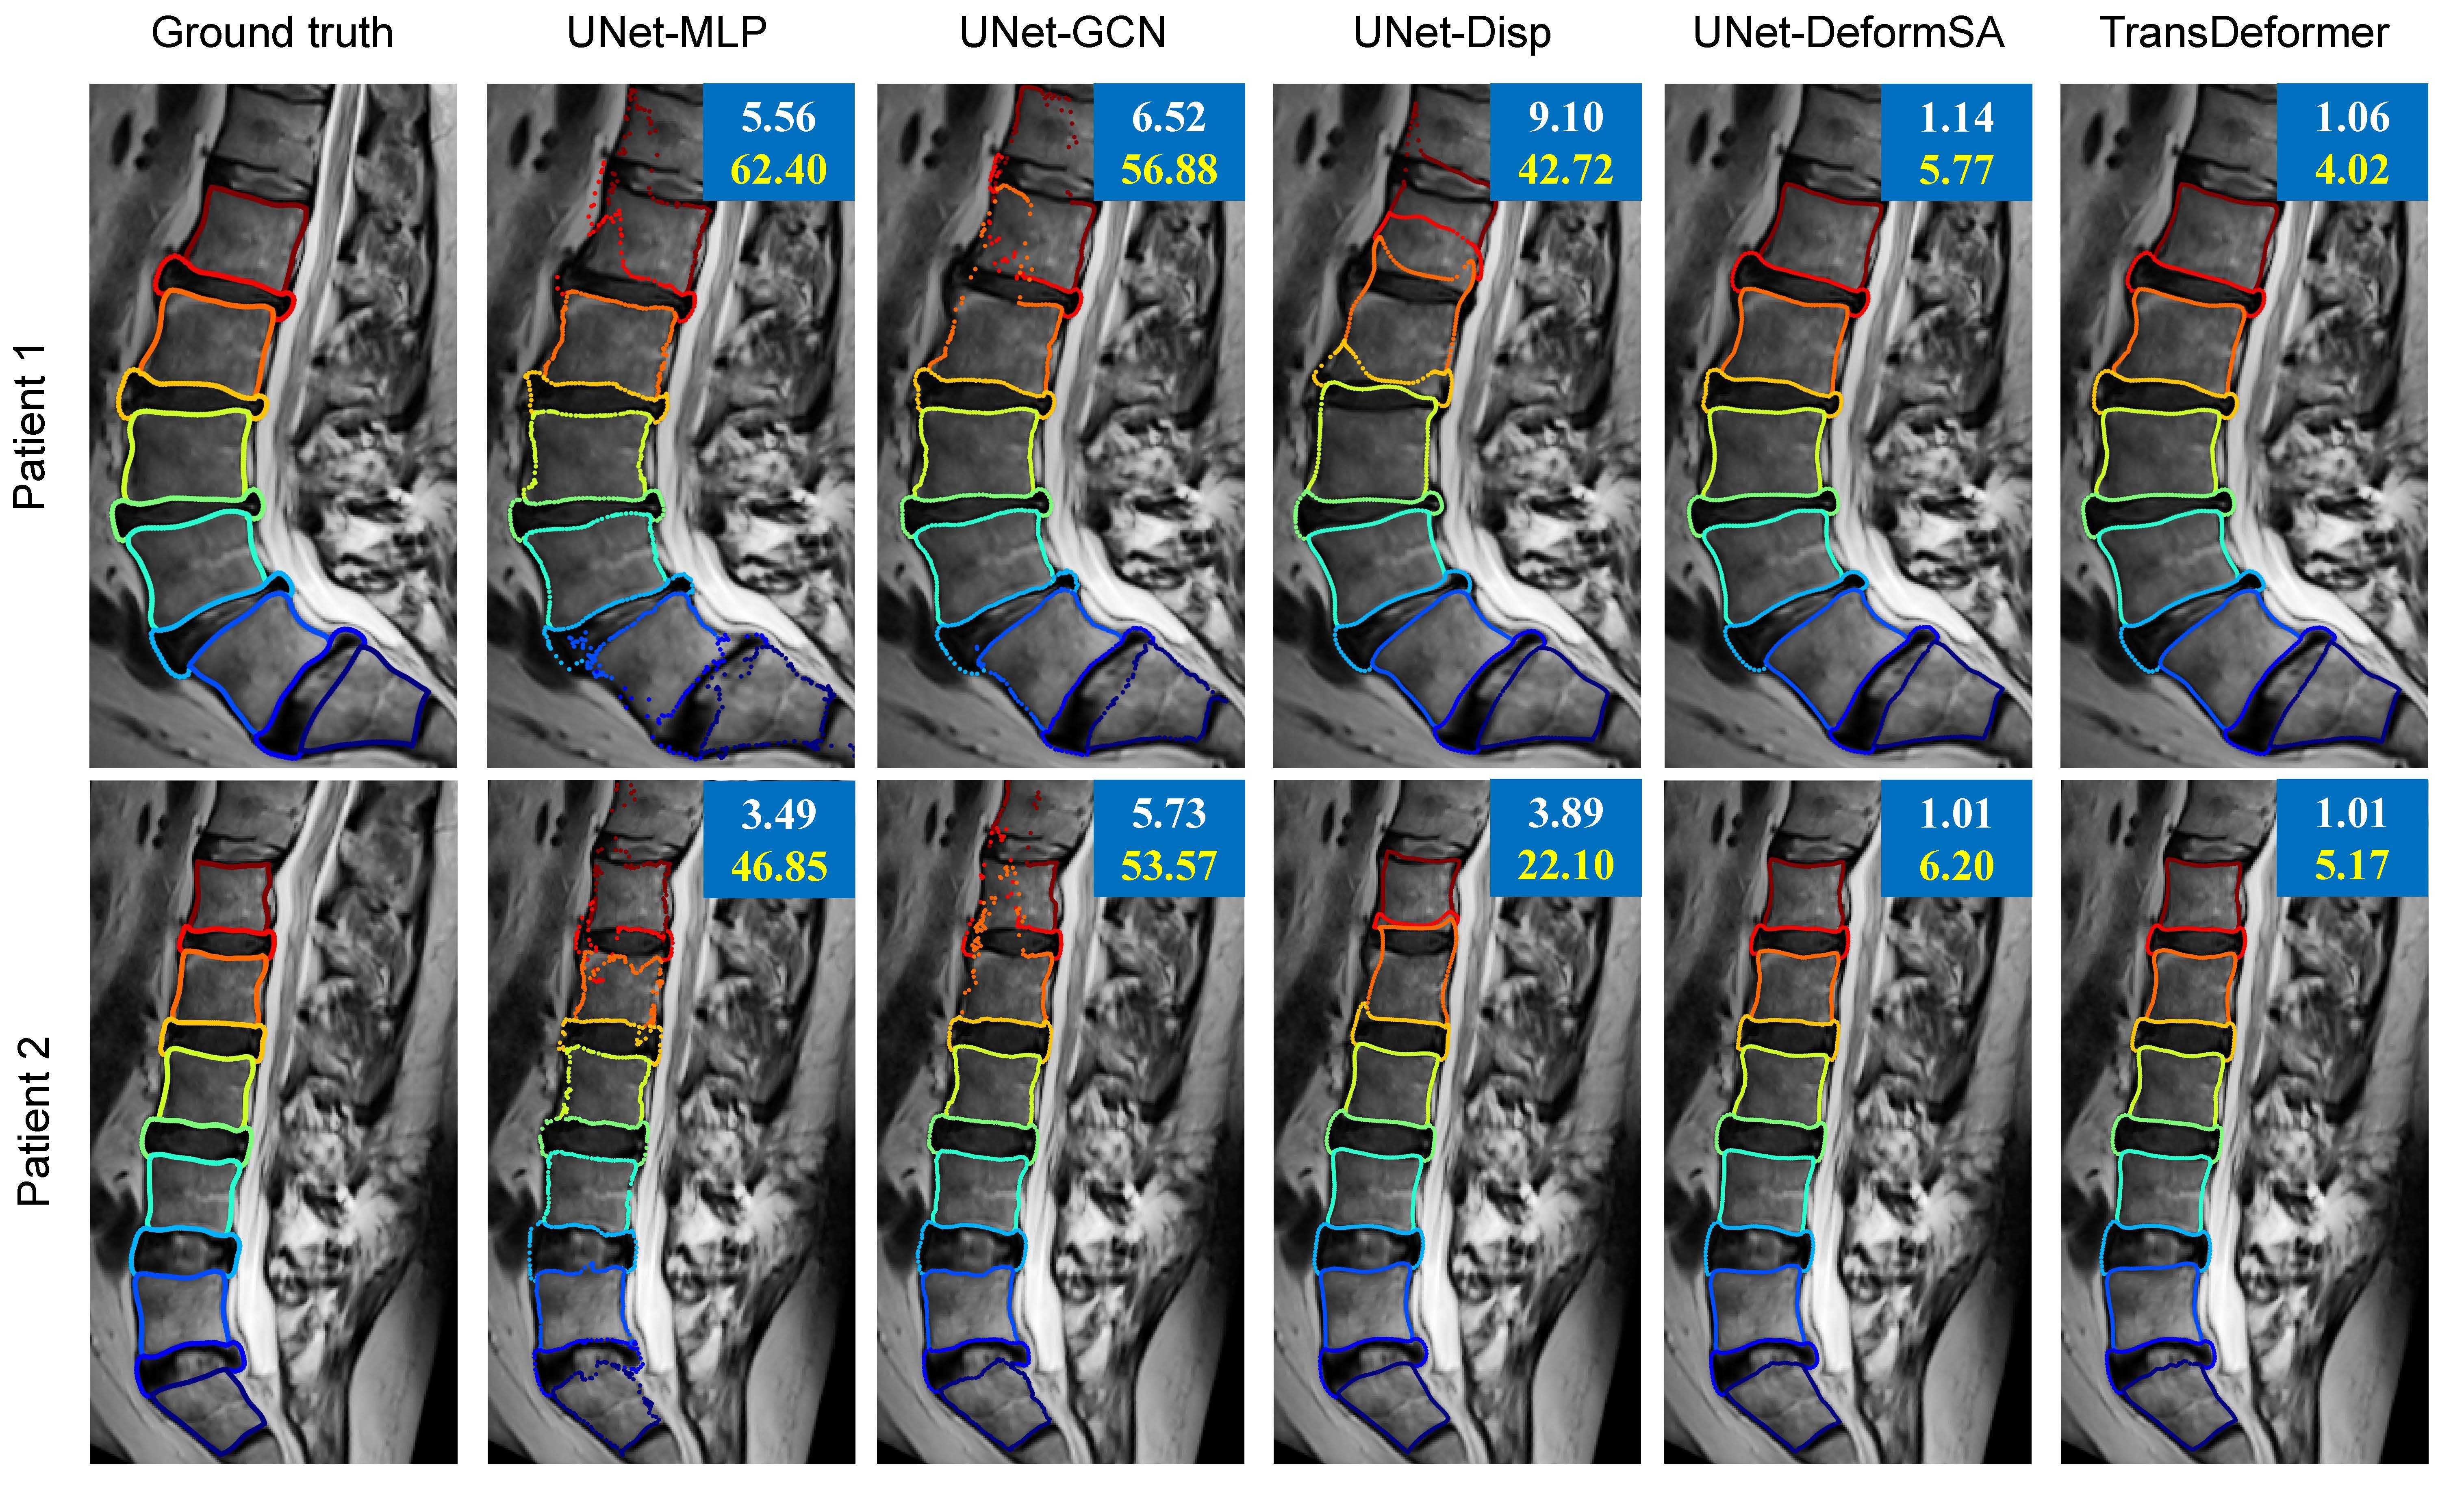 Ground truth
UNet-MLP
UNet-GCN
UNet-Disp
UNet-DeformSA
TransDeformer
Patient 1
5.56
62.40
6.52
56.88
9.10
42.72
1.14
5.77
1.06
4.02
Patient 2
3.49
46.85
5.73
53.57
3.89
22.10
1.01
6.20
1.01
5.17